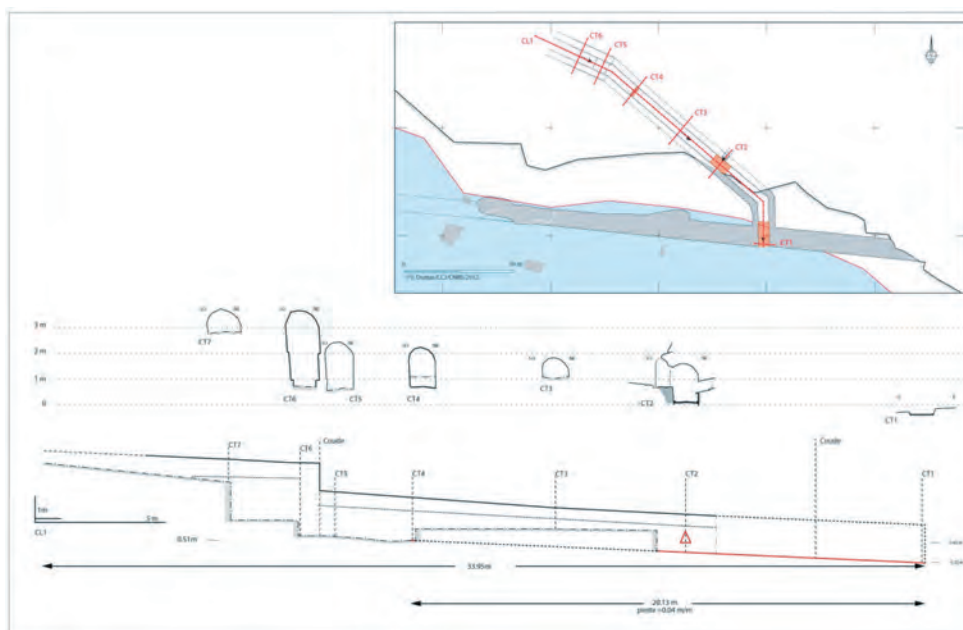 CL1
CT6
CT5
CT4
CT3
CT2
CT1
3 m
2 m
1 m
0
CT7
CT6
CT5
CT4
CT3
CT2
CT1
CT7
CT6
Coude
CT5
CT4
CT3
CT2
Coude
CT1
1m
CL1
0.51m
33.95m
20.13 m
pente =0.04 m/m